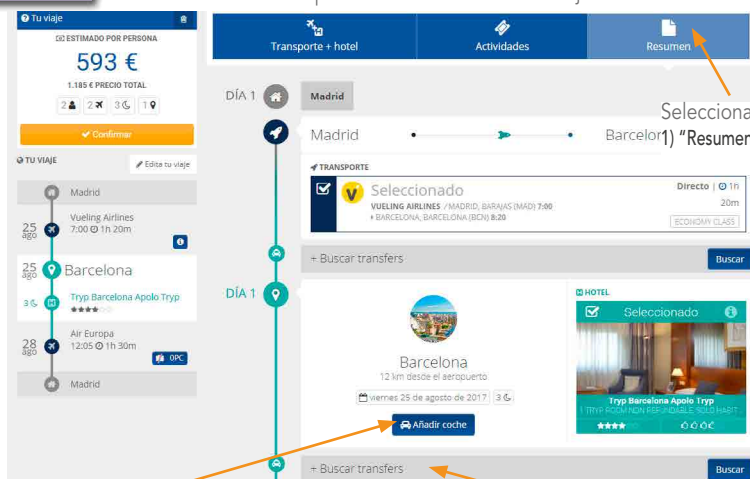 Tu viaje
ESTIMADO POR PERSONA
593 €
1.185 € PRECIO TOTAL
2 2 3 1
Confirmar
TU VIAJE
Edita tu viaje
Madrid
25 ago
Vueling Airlines
7:00 1h 20m
25 ago
Barcelona
3
Tryp Barcelona Apolo Tryp
28 ago
Air Europa
12:05 1h 30m
0PC
Madrid
Transporte + hotel
Actividades
Resumen
Selecciona
1) “Resumen
DÍA 1
Madrid
Madrid
TRANSPORTE
Seleccionado
VUELING AIRLINES / MADRID, BARAJAS (MAD) 7:00
BARCELONA, BARCELONA (BCN) 8:20
Directo | 1h
20m
ECONOMY CLASS
+ Buscar transfers
Buscar
DÍA 1
Barcelona
12 km desde el aeropuerto
viernes 25 de agosto de 2017 3
Añadir coche
HOTEL
Seleccionado
Tryp Barcelona Apolo Tryp
1 TRYP ROOM NON REFUNDABLE SOLO HABIT
+ Buscar transfers
Buscar